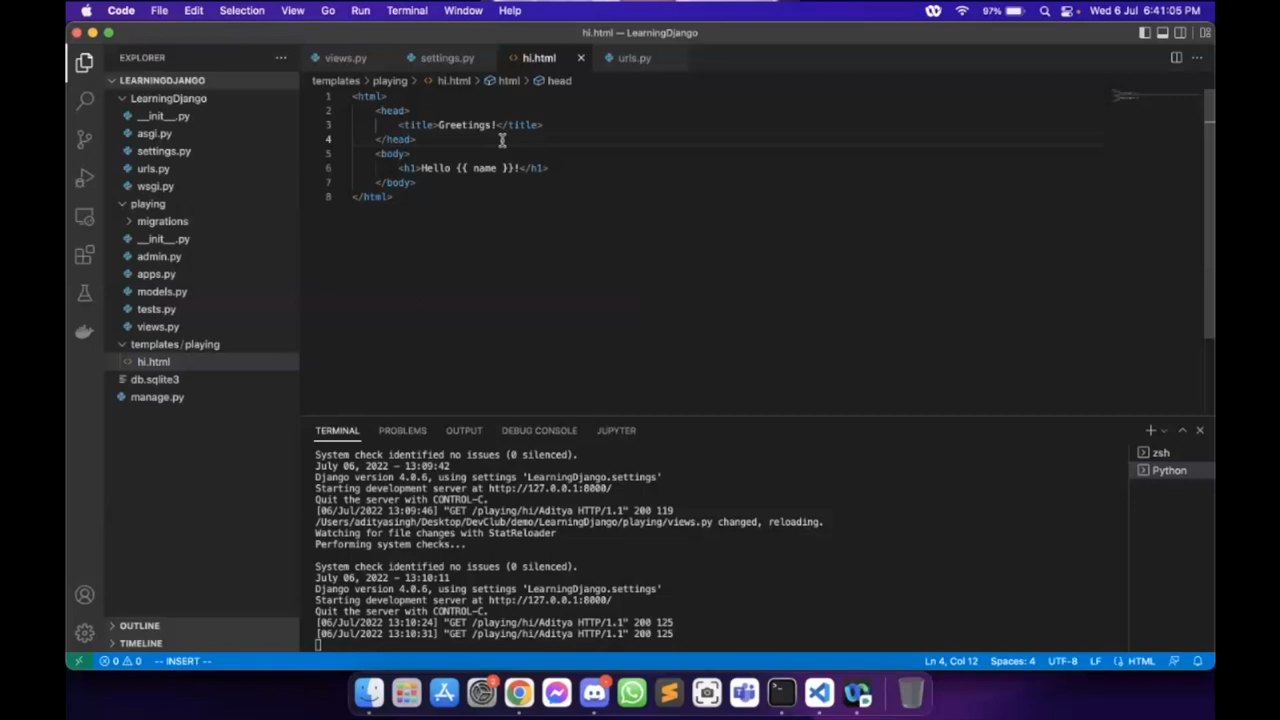 Code File Edit Selection View Go Run Terminal Window Help 97% Wed 6 Jul 6:41:05 PM
hi.html — LearningDjango
EXPLORER
views.py settings.py hi.html urls.py
LEARNINGDJANGO
templates > playing > hi.html > html > head
LearningDjango
__init__.py
asgi.py
settings.py
urls.py
wsgi.py
playing
migrations
__init__.py
admin.py
apps.py
models.py
tests.py
views.py
templates/playing
hi.html
db.sqlite3
manage.py
OUTLINE
TIMELINE
1 <html>
2 <head>
3 <title>Greetings!</title>
4 </head>
5 <body>
6 <h1>Hello {{ name }}!</h1>
7 </body>
8 </html>
TERMINAL PROBLEMS OUTPUT DEBUG CONSOLE JUPYTER
zsh
Python
System check identified no issues (0 silenced).
July 06, 2022 - 13:09:42
Django version 4.0.6, using settings 'LearningDjango.settings'
Starting development server at http://127.0.0.1:8000/
Quit the server with CONTROL-C.
[06/Jul/2022 13:09:46] "GET /playing/hi/Aditya HTTP/1.1" 200 119
/Users/adityasingh/Desktop/DevClub/demo/LearningDjango/playing/views.py changed, reloading.
Watching for file changes with StatReloader
Performing system checks...
System check identified no issues (0 silenced).
July 06, 2022 - 13:10:11
Django version 4.0.6, using settings 'LearningDjango.settings'
Starting development server at http://127.0.0.1:8000/
Quit the server with CONTROL-C.
[06/Jul/2022 13:10:24] "GET /playing/hi/Aditya HTTP/1.1" 200 125
[06/Jul/2022 13:10:31] "GET /playing/hi/Aditya HTTP/1.1" 200 125
0 0 -- INSERT -- Ln 4, Col 12 Spaces: 4 UTF-8 LF HTML
2